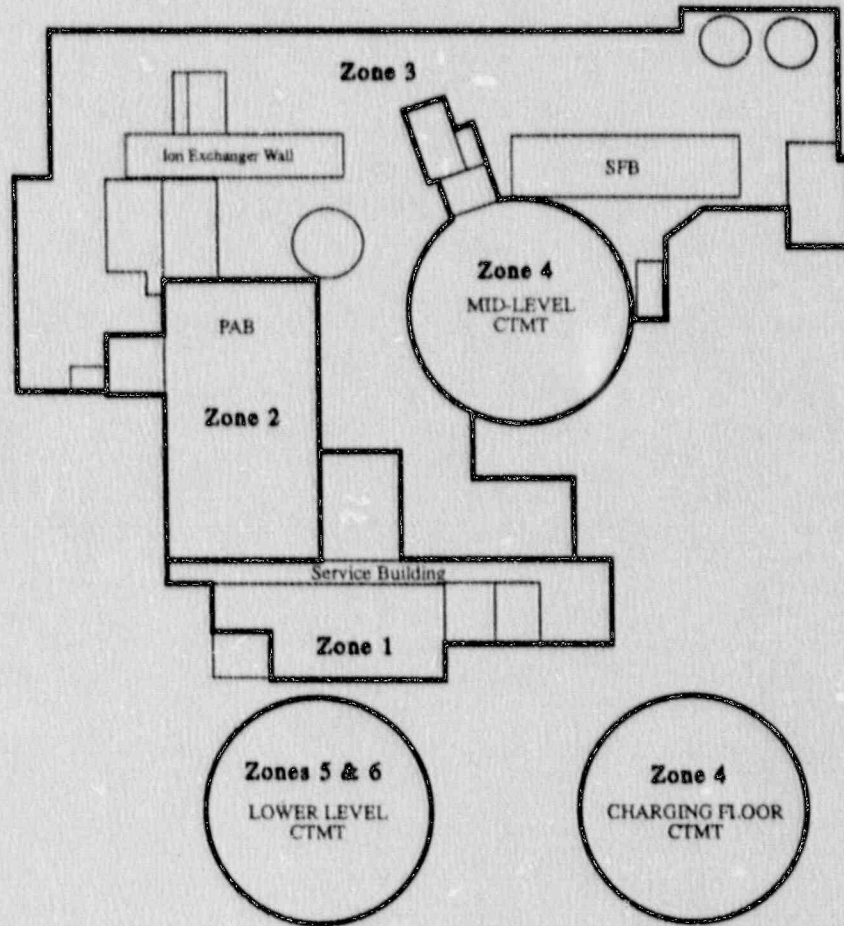 Zone 3
Ion Exchanger Wall
SFB
Zone 4
MID-LEVEL
CTMT
PAB
Zone 2
Service Building
Zone 1
Zones 5 & 6
LOWER LEVEL
CTMT
Zone 4
CHARGING FLOOR
CTMT